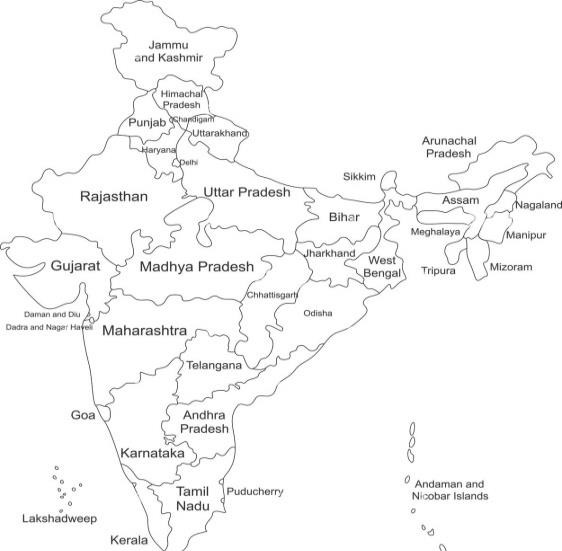 Jammu
and Kashmir
Himachal
Pradesh
Punjab
Chandigarh
Uttarakhand
Haryana
Delhi
Arunachal
Pradesh
Sikkim
Rajasthan
Uttar Pradesh
Assam
Nagaland
Bihar
Meghalaya
Manipur
Gujarat
Madhya Pradesh
Jharkhand
West
Bengal
Tripura
Mizoram
Chhattisgarh
Daman and Diu
Dadra and Nagar Haveli
Maharashtra
Odisha
Telangana
Goa
Andhra
Pradesh
Karnataka
Tamil
Nadu
Puducherry
Andaman and
Nicobar Islands
Lakshadweep
Kerala